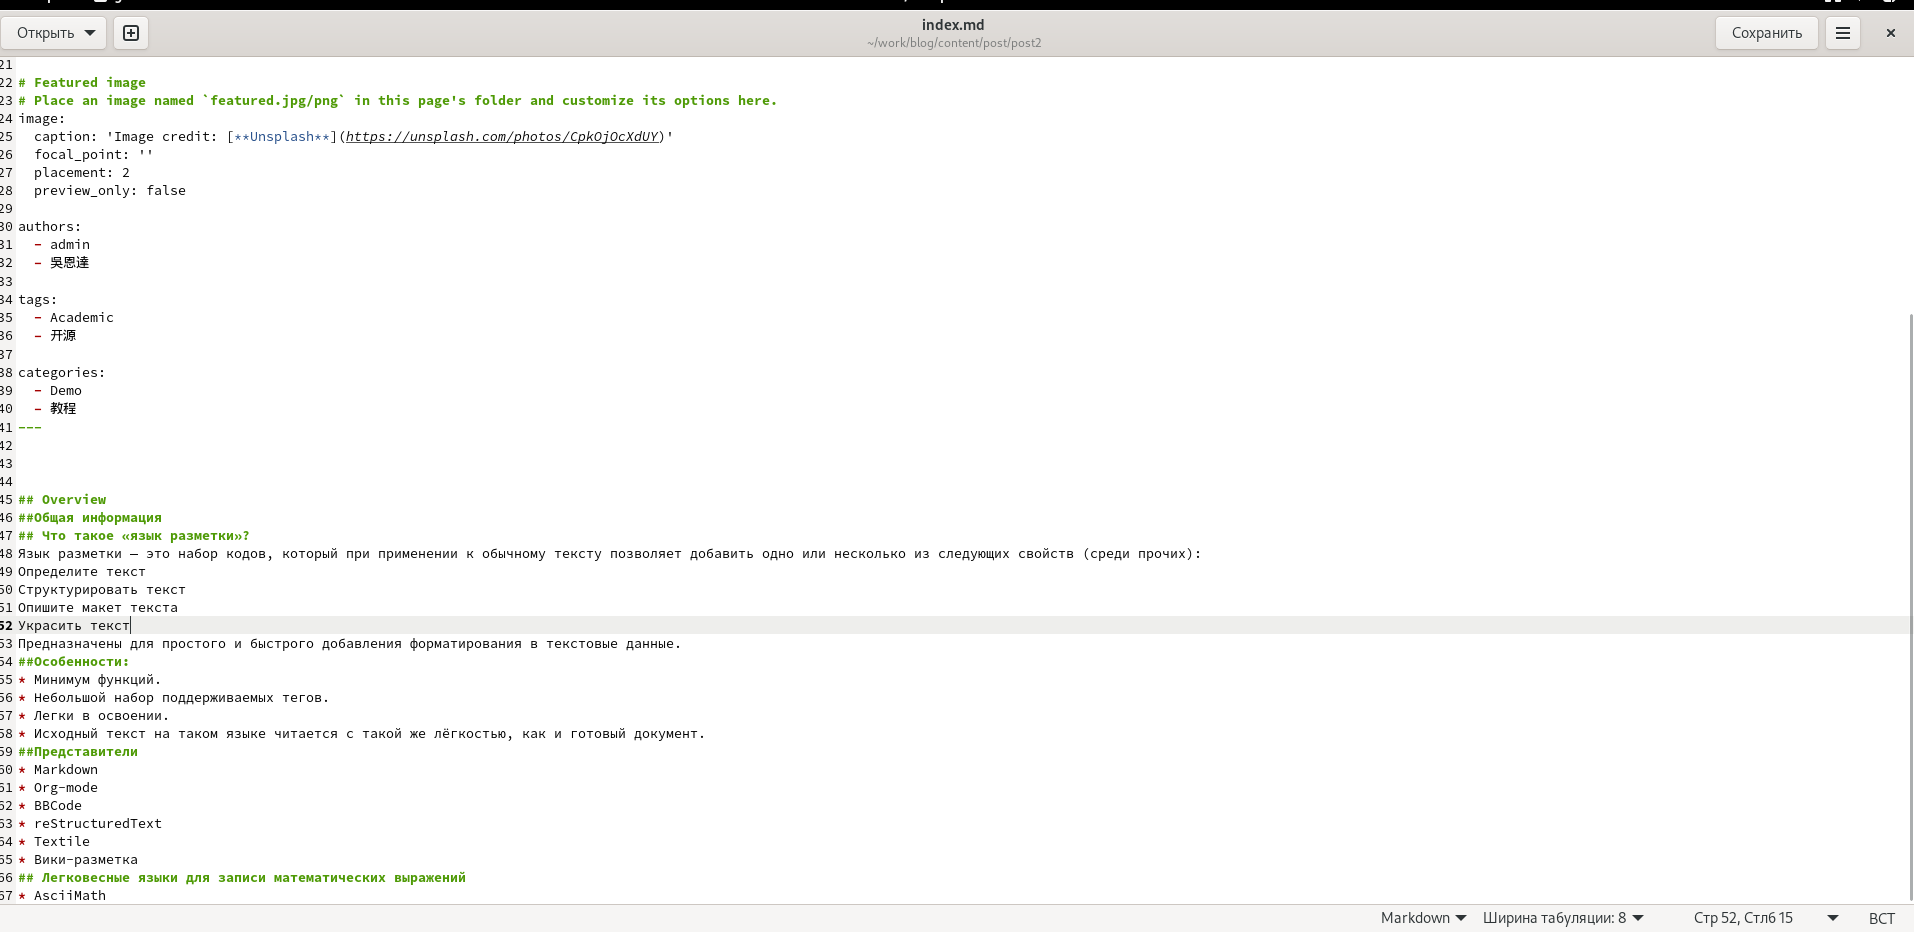 Открыть
index.md
~/work/blog/content/post/post2
Сохранить
21
22 # Featured image
23 # Place an image named `featured.jpg/png` in this page's folder and customize its options here.
24 image:
25   caption: 'Image credit: [**Unsplash**](https://unsplash.com/photos/CpkOjOcXdUY)'
26   focal_point: ''
27   placement: 2
28   preview_only: false
29
30 authors:
31   - admin
32   - 吳恩達
33
34 tags:
35   - Academic
36   - 开源
37
38 categories:
39   - Demo
40   - 教程
41 ---
42
43
44
45 ## Overview
46 ##Общая информация
47 ## Что такое «язык разметки»?
48 Язык разметки — это набор кодов, который при применении к обычному тексту позволяет добавить одно или несколько из следующих свойств (среди прочих):
49 Определите текст
50 Структурировать текст
51 Опишите макет текста
52 Украсить текст
53 Предназначены для простого и быстрого добавления форматирования в текстовые данные.
54 ##Особенности:
55 * Минимум функций.
56 * Небольшой набор поддерживаемых тегов.
57 * Легки в освоении.
58 * Исходный текст на таком языке читается с такой же лёгкостью, как и готовый документ.
59 ##Представители
60 * Markdown
61 * Org-mode
62 * BBCode
63 * reStructuredText
64 * Textile
65 * Вики-разметка
66 ## Легковесные языки для записи математических выражений
67 * AsciiMath
Markdown Ширина табуляции: 8 Стр 52, Стлб 15 ВСТ